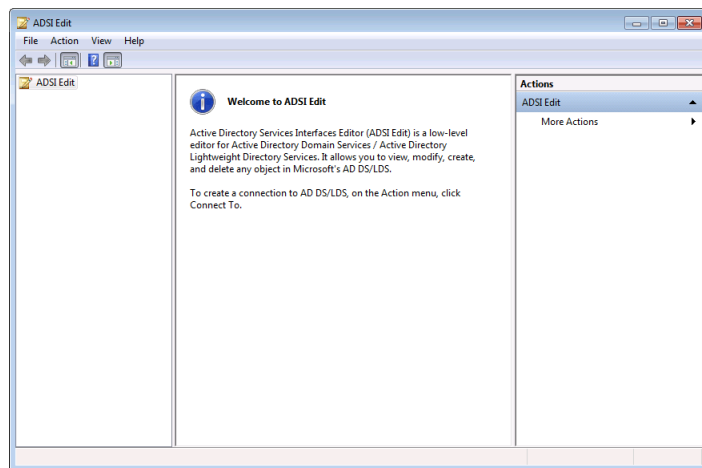 ADSI Edit
File Action View Help
ADSI Edit
Welcome to ADSI Edit
Active Directory Services Interfaces Editor (ADSI Edit) is a low-level
editor for Active Directory Domain Services / Active Directory
Lightweight Directory Services. It allows you to view, modify, create,
and delete any object in Microsoft's AD DS/LDS.
To create a connection to AD DS/LDS, on the Action menu, click
Connect To.
Actions
ADSI Edit
More Actions